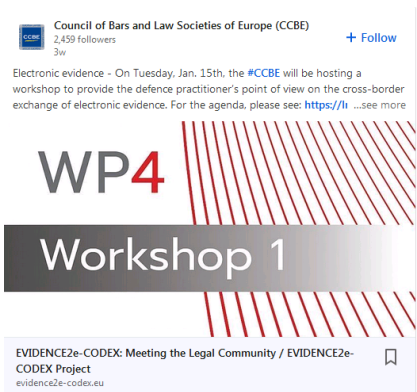 Council of Bars and Law Societies of Europe (CCBE)
2,459 followers
3w
+ Follow
CCBE
Electronic evidence - On Tuesday, Jan. 15th, the #CCBE will be hosting a
workshop to provide the defence practitioner's point of view on the cross-border
exchange of electronic evidence. For the agenda, please see: https://l ...see more
WP4
Workshop 1
EVIDENCE2e-CODEX: Meeting the Legal Community / EVIDENCE2e-
CODEX Project
evidence2e-codex.eu